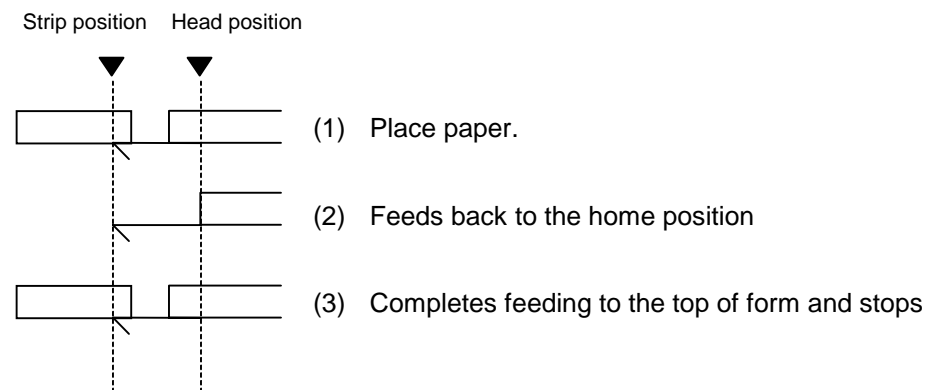 Strip position Head position
(1) Place paper.
(2) Feeds back to the home position
(3) Completes feeding to the top of form and stops